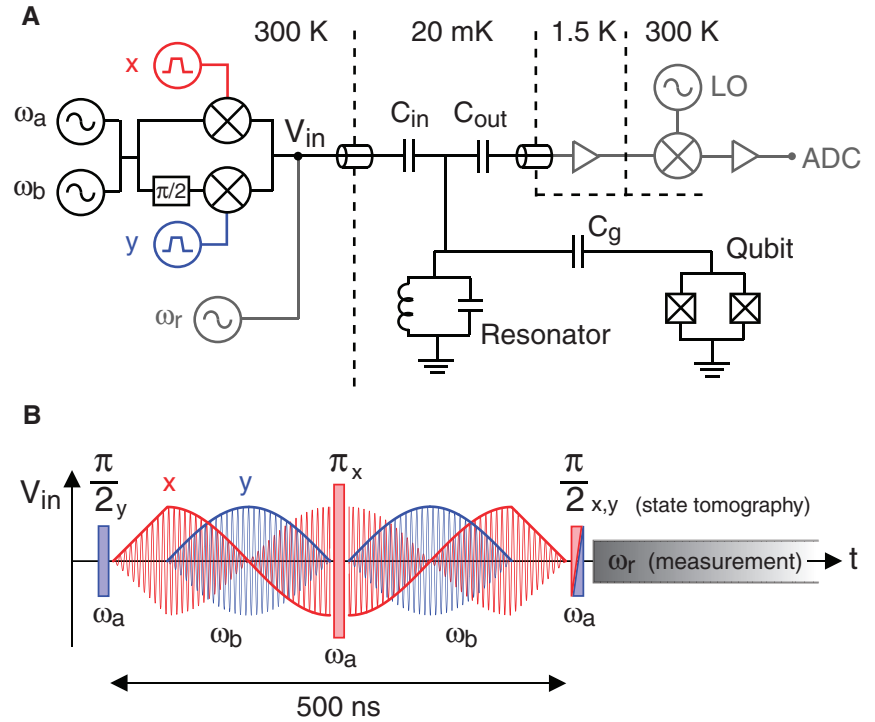 A
300 K
20 mK
1.5 K
300 K
x
LO
ωa
Vin
Cin
Cout
ADC
ωb
π/2
y
Cg
Qubit
ωr
Resonator
B
Vin
π/2 y
x
y
πx
π/2 x,y (state tomography)
ωr (measurement)
t
ωa
ωb
ωa
ωb
ωa
500 ns